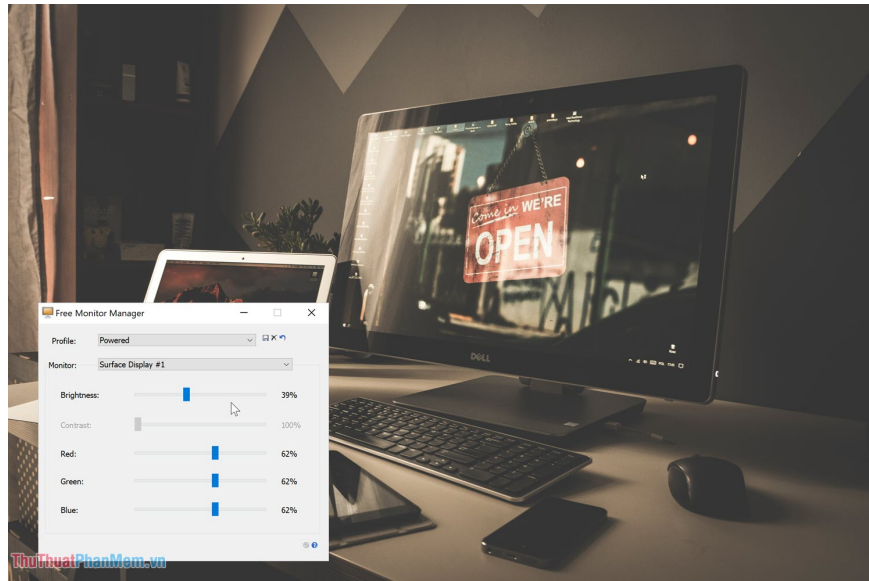 Come in WE'RE
OPEN
DELL
Free Monitor Manager
Profile: Powered
Monitor: Surface Display #1
Brightness: 39%
Contrast: 100%
Red: 62%
Green: 62%
Blue: 62%
ThuThuatPhanMem.vn